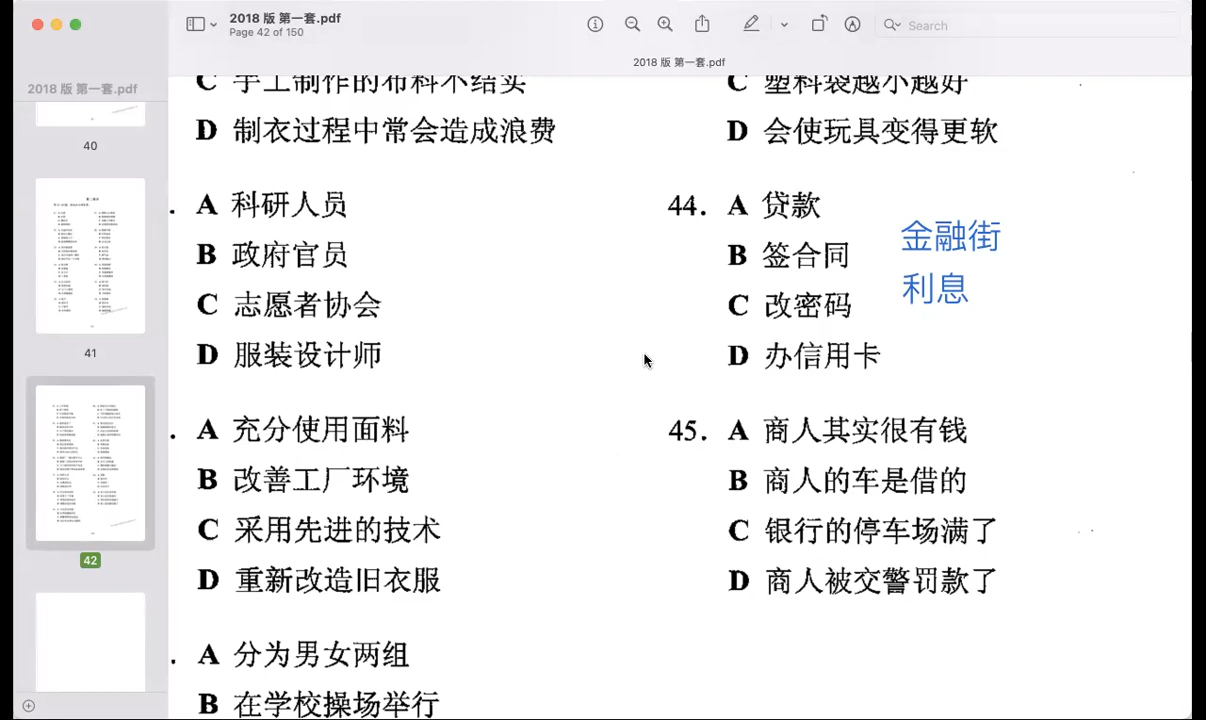 2018 版 第一套.pdf
Page 42 of 150
Search
2018 版 第一套.pdf
2018 版 第一套.pdf
40
41
42
C 手工制作的布料不结实
D 制衣过程中常会造成浪费
. A 科研人员
B 政府官员
C 志愿者协会
D 服装设计师
. A 充分使用面料
B 改善工厂环境
C 采用先进的技术
D 重新改造旧衣服
. A 分为男女两组
B 在学校操场举行
C 塑料袋越小越好
D 会使玩具变得更软
44. A 贷款
B 签合同
C 改密码
D 办信用卡
金融街
利息
45. A 商人其实很有钱
B 商人的车是借的
C 银行的停车场满了
D 商人被交警罚款了